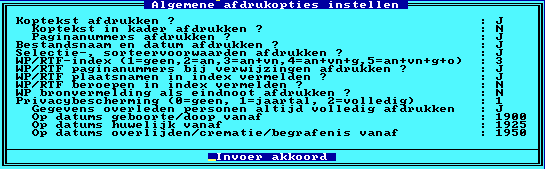 Algemene afdrukopties instellen
Koptekst afdrukken ? : J
Koptekst in kader afdrukken ? : N
Paginanummers afdrukken ? : J
Bestandsnaam en datum afdrukken ? : J
Selectie-, sorteervoorwaarden afdrukken ? : J
WP/RTF-index (1=geen,2=an,3=an+vn,4=an+vn+g,5=an+vn+g+o) : 3
WP/RTF paginanummers bij verwijzingen afdrukken ? : J
WP/RTF plaatsnamen in index vermelden ? : J
WP/RTF beroepen in index vermelden ? : N
WP bronvermelding als eindnoot afdrukken ? : N
Privacybescherming (0=geen, 1=jaartal, 2=volledig) : 1
Gegevens overleden personen altijd volledig afdrukken : J
Op datums geboorte/doop vanaf : 1900
Op datums huwelijk vanaf : 1925
Op datums overlijden/crematie/begrafenis vanaf : 1950
Invoer akkoord